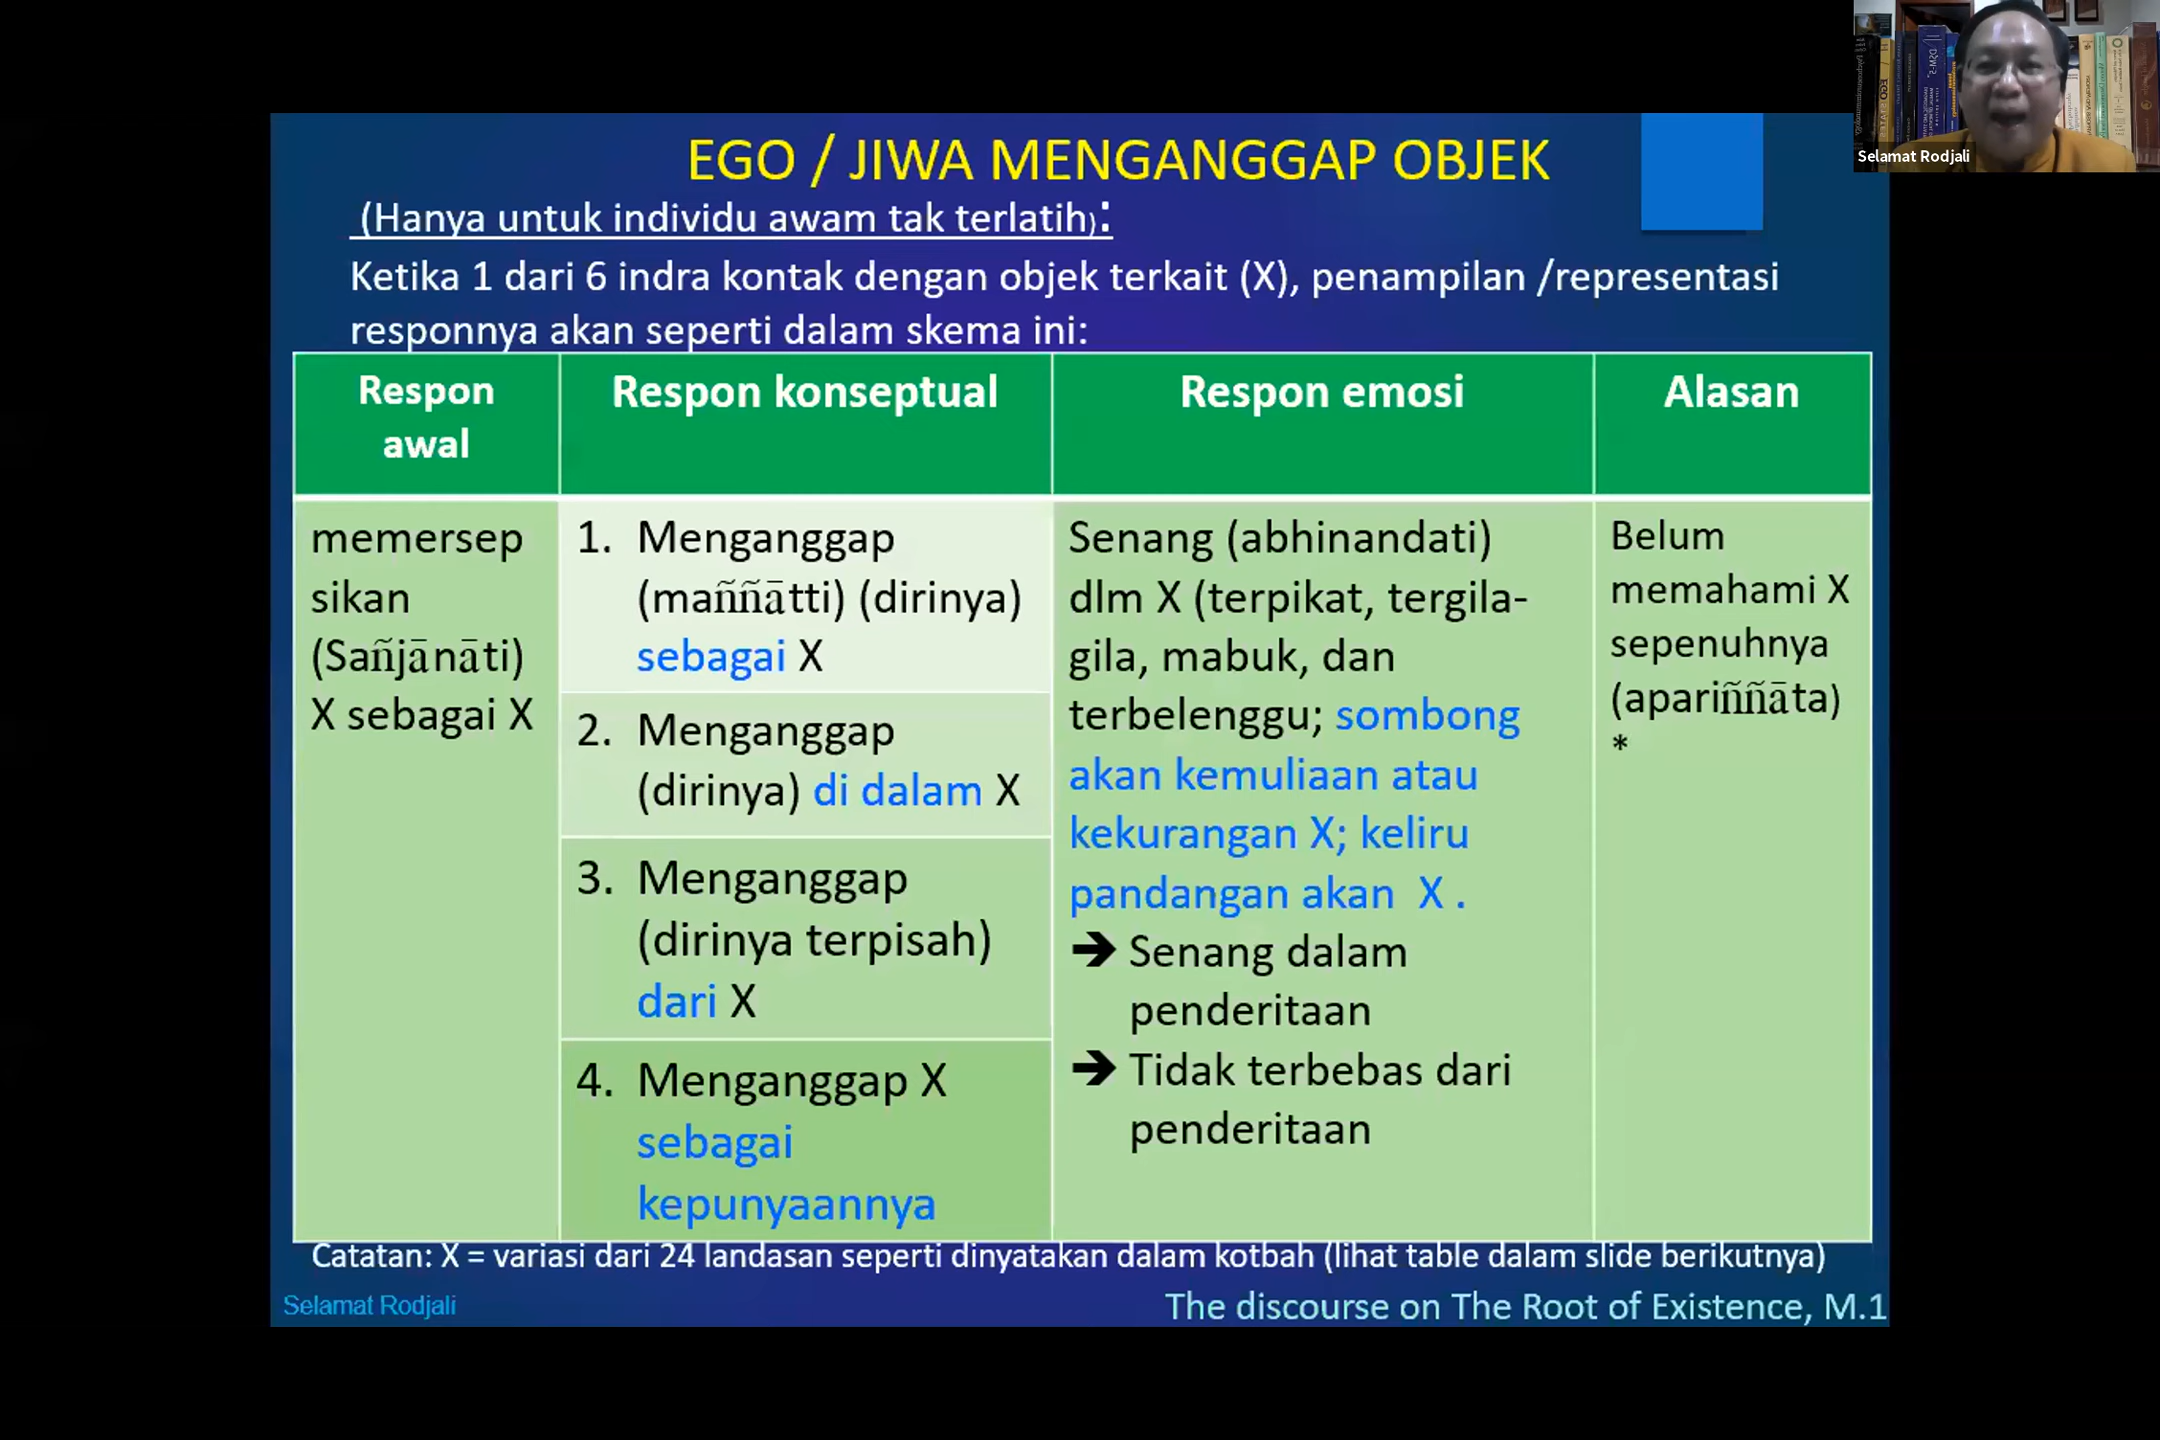 Selamat Rodjali
EGO / JIWA MENGANGGAP OBJEK
(Hanya untuk individu awam tak terlatih):
Ketika 1 dari 6 indra kontak dengan objek terkait (X), penampilan /representasi
responnya akan seperti dalam skema ini:
Respon
awal
Respon konseptual
Respon emosi
Alasan
memersep
sikan
(Sañjānāti)
X sebagai X
1. Menganggap
(maññātti) (dirinya)
sebagai X
2. Menganggap
(dirinya) di dalam X
3. Menganggap
(dirinya terpisah)
dari X
4. Menganggap X
sebagai
kepunyaannya
Senang (abhinandati)
dlm X (terpikat, tergila-
gila, mabuk, dan
terbelenggu; sombong
akan kemuliaan atau
kekurangan X; keliru
pandangan akan X .
➔ Senang dalam
penderitaan
➔ Tidak terbebas dari
penderitaan
Belum
memahami X
sepenuhnya
(apariññāta)
*
Catatan: X = variasi dari 24 landasan seperti dinyatakan dalam kotbah (lihat table dalam slide berikutnya)
Selamat Rodjali
The discourse on The Root of Existence, M.1